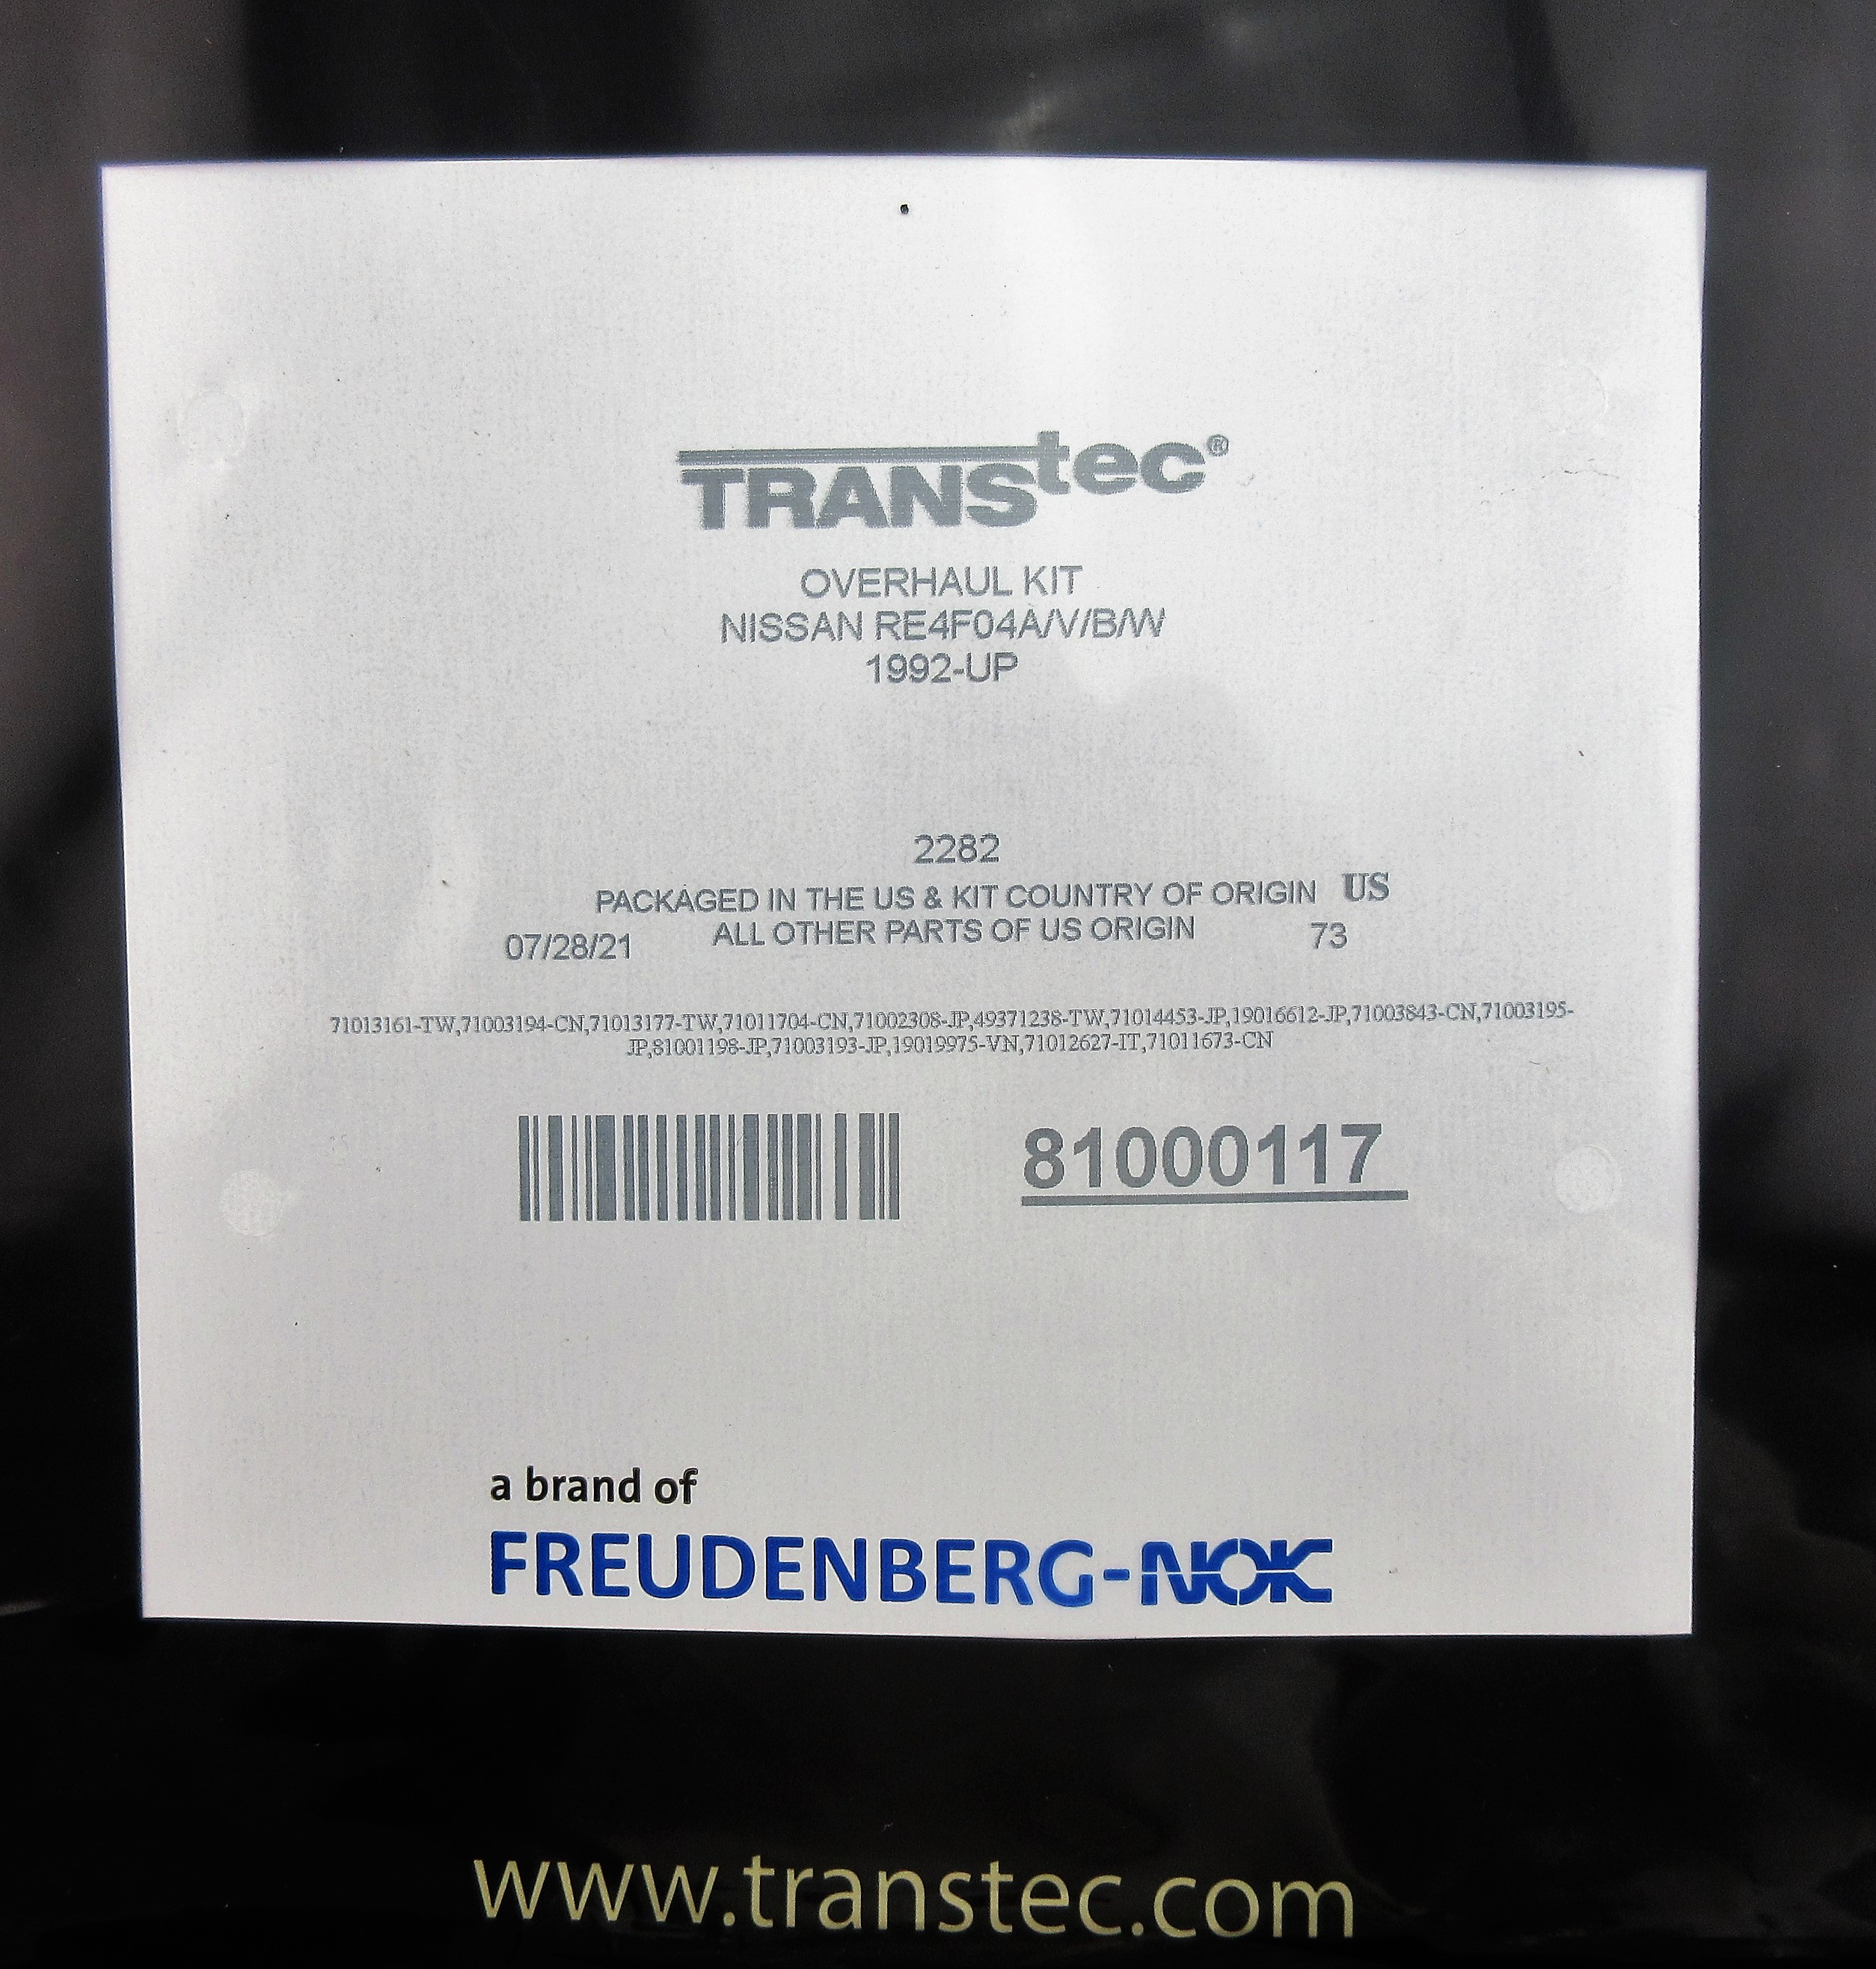 TRANStec®
OVERHAUL KIT
NISSAN RE4F04A/V/B/W
1992-UP
2282
PACKAGED IN THE US & KIT COUNTRY OF ORIGIN US
ALL OTHER PARTS OF US ORIGIN
07/28/21
73
71013161-TW,71003194-CN,71013177-TW,71011704-CN,71002308-JP,49371238-TW,71014453-JP,19016612-JP,71003843-CN,71003195-
JP,81001198-JP,71003193-JP,19019975-VN,71012627-IT,71011673-CN
81000117
a brand of
FREUDENBERG-NOK
www.transtec.com